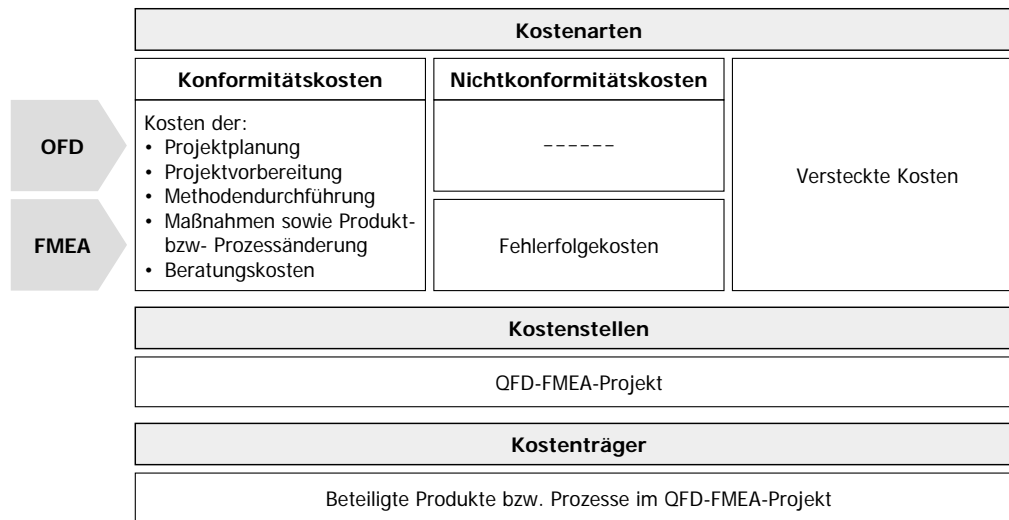 Kostenarten
Konformitätskosten
Nichtkonformitätskosten
OFD
FMEA
Kosten der:
• Projektplanung
• Projektvorbereitung
• Methodendurchführung
• Maßnahmen sowie Produkt-
bzw- Prozessänderung
• Beratungskosten
------
Fehlerfolgekosten
Versteckte Kosten
Kostenstellen
QFD-FMEA-Projekt
Kostenträger
Beteiligte Produkte bzw. Prozesse im QFD-FMEA-Projekt